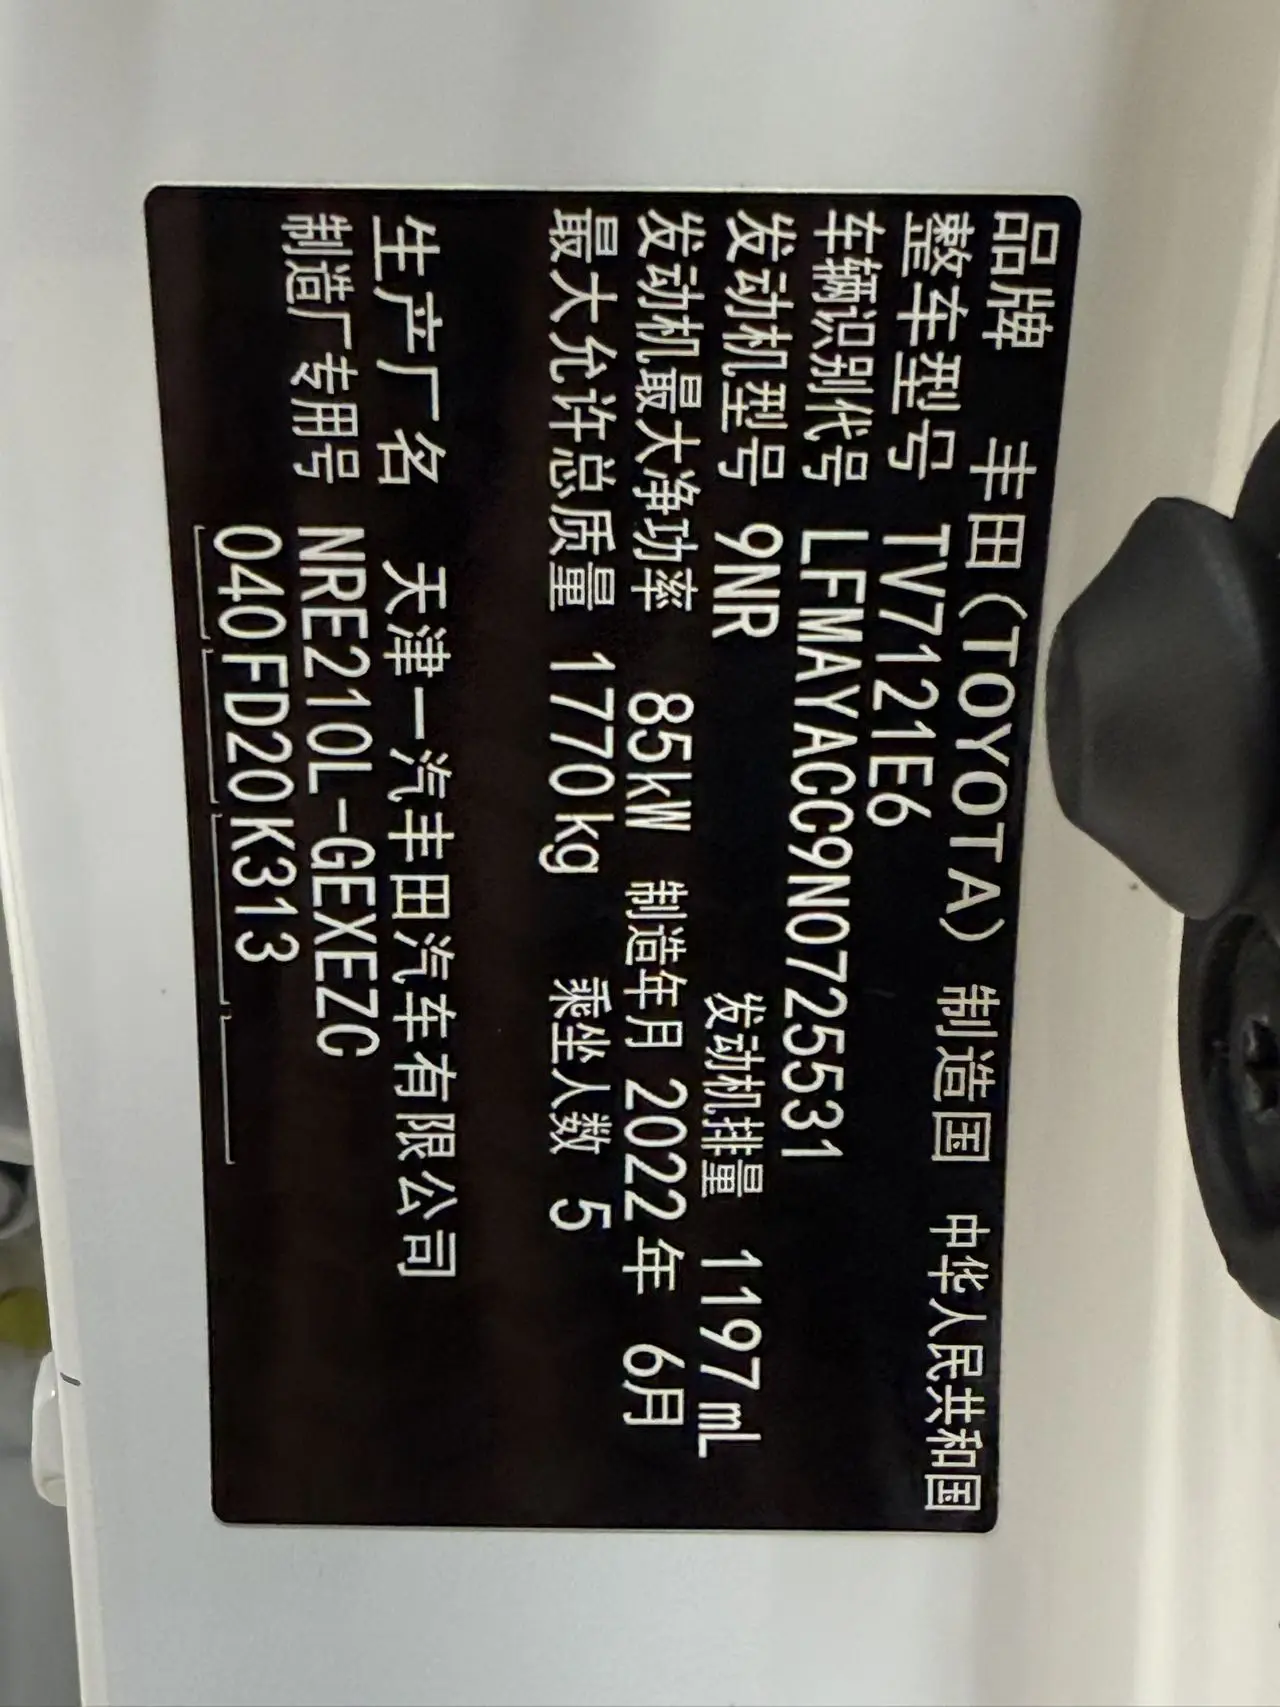 品牌 丰田(TOYOTA) 制造国 中华人民共和国
整车型号 TV7121E6
车辆识别代号 LFMAYACC9N0725531
发动机型号 9NR 发动机排量 1197mL
发动机最大净功率 85kW 制造年月 2022年 6月
最大允许总质量 1770kg 乘坐人数 5
生产厂名 天津一汽丰田汽车有限公司
制造厂专用号 NRE210L-GEXEZC
040FD20K313